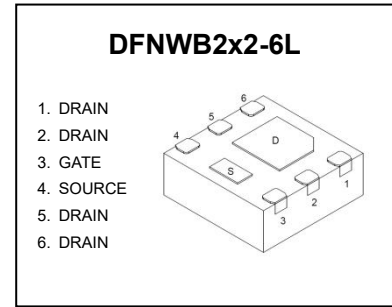 DFNWB2x2-6L
1. DRAIN
2. DRAIN
3. GATE
4. SOURCE
5. DRAIN
6. DRAIN
6
5
4
D
S
1
2
3